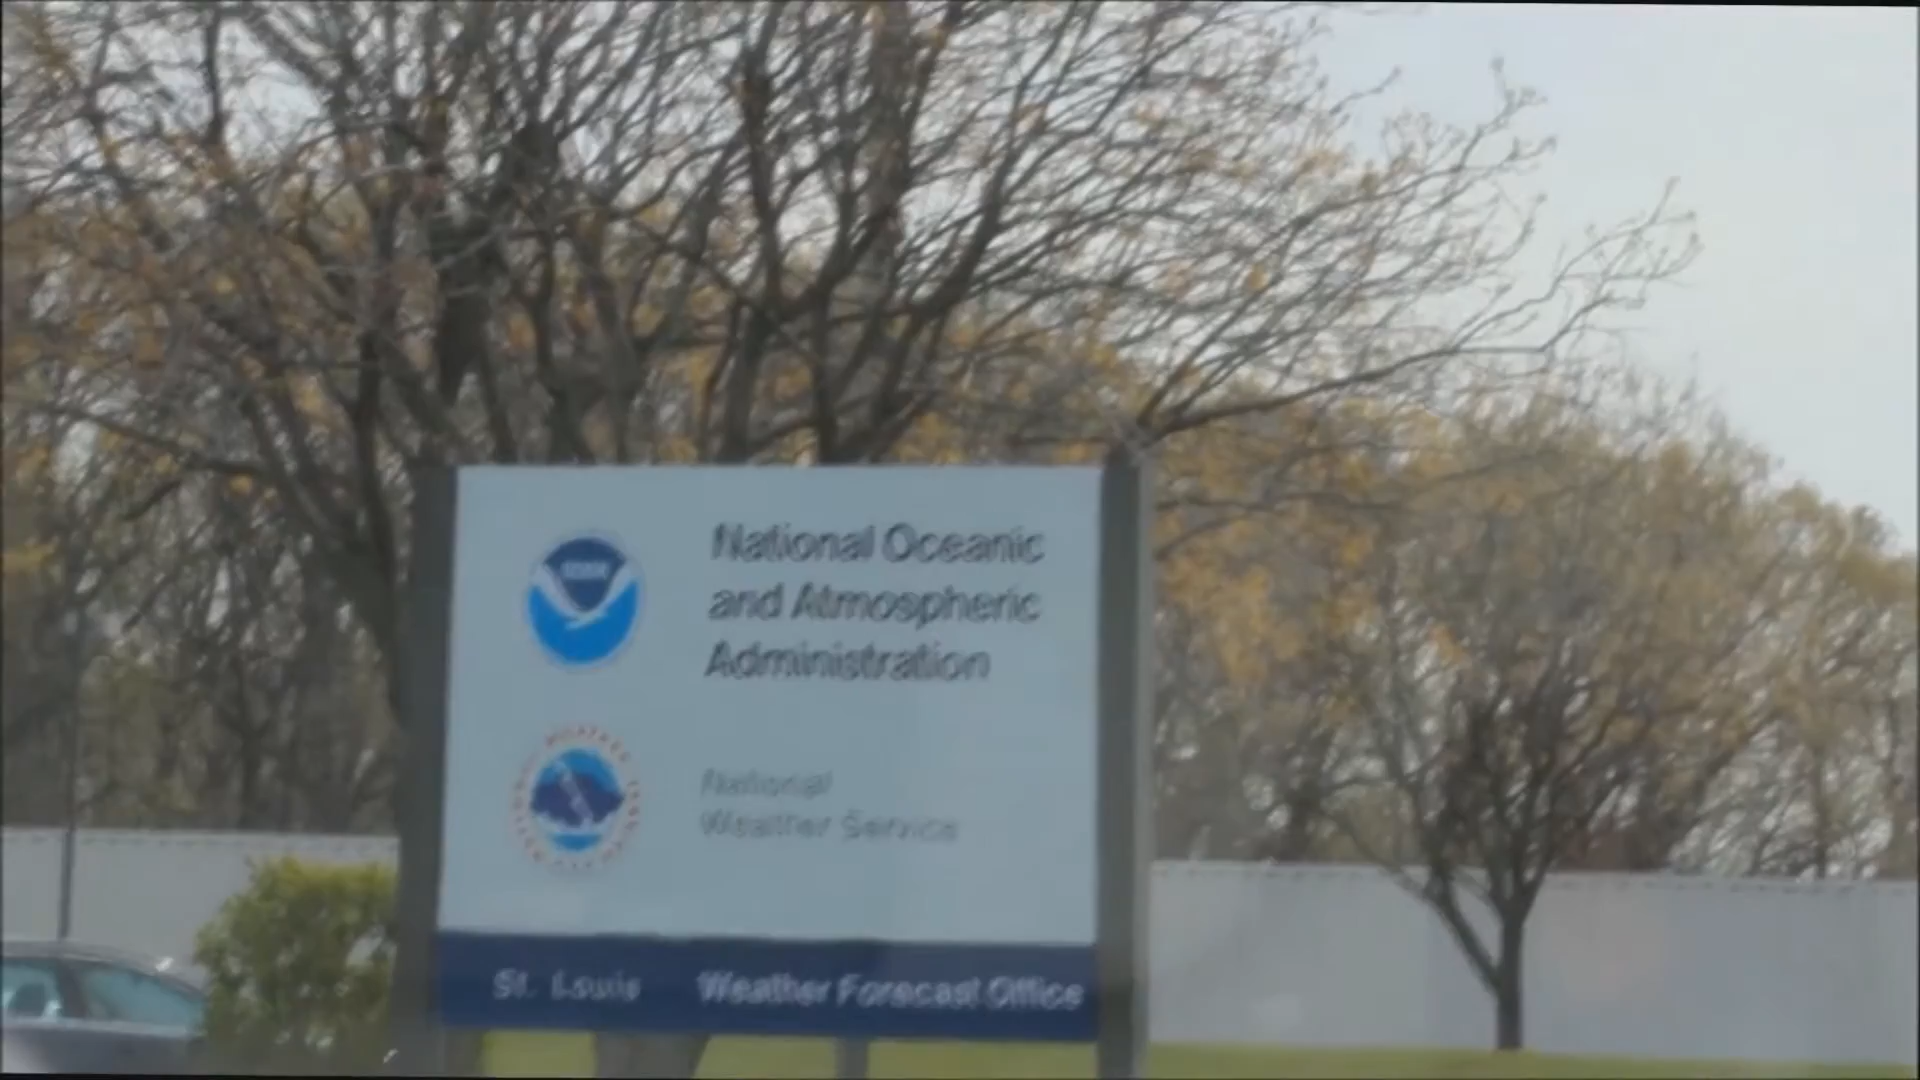 National Oceanic
and Atmospheric
Administration
National
Weather Service
St. Louis Weather Forecast Office